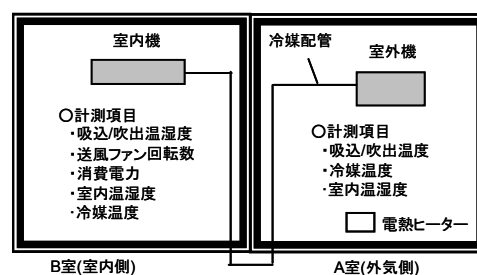 室内機
〇計測項目
・吸込/吹出温湿度
・送風ファン回転数
・消費電力
・室内温湿度
・冷媒温度
B室(室内側)
冷媒配管
室外機
〇計測項目
・吸込/吹出温度
・冷媒温度
・室内温湿度
電熱ヒーター
A室(外気側)